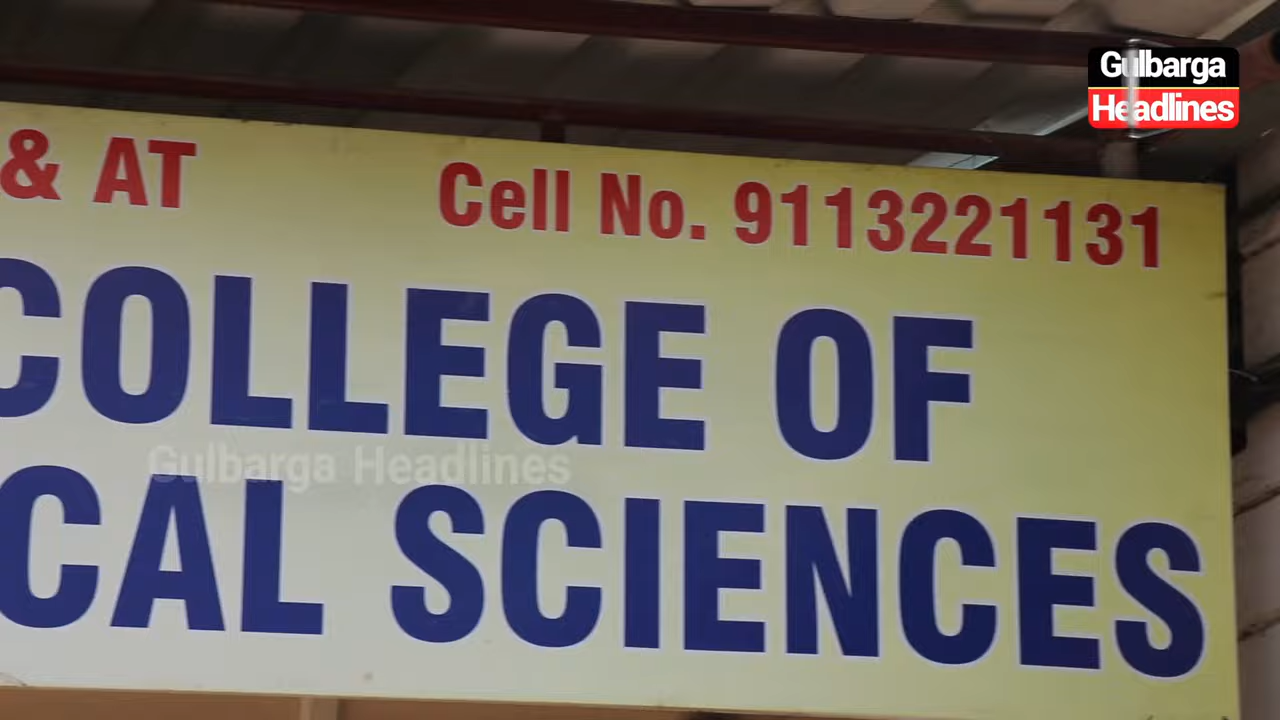 Gulbarga
Headlines
& AT Cell No. 9113221131
COLLEGE OF
Gulbarga Headlines
CAL SCIENCES